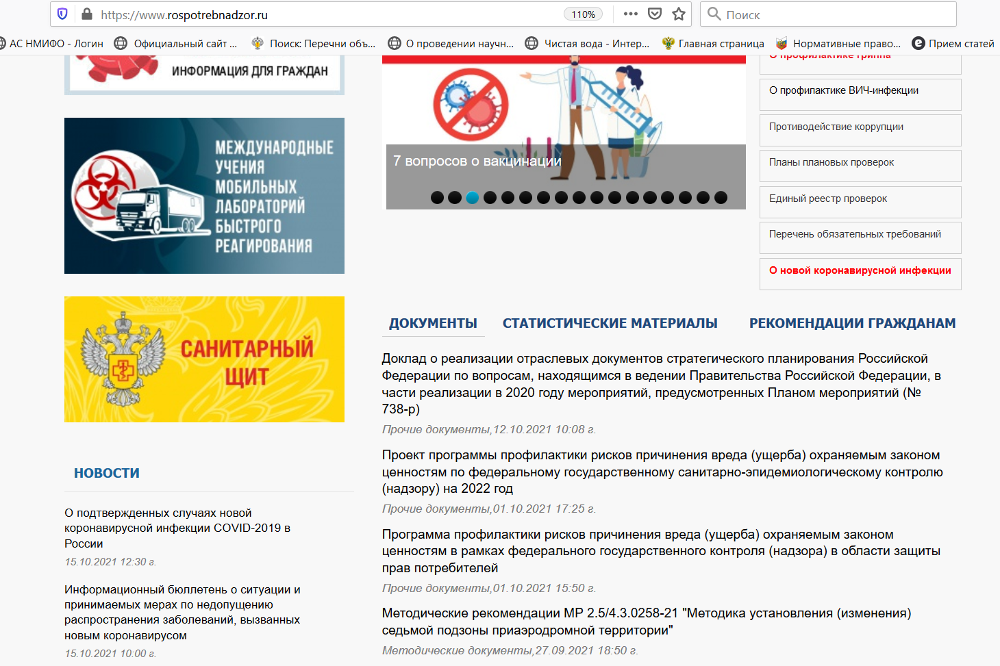 https://www.rospotrebnadzor.ru
110%
Поиск
АС НМИФО - Логин
Официальный сайт ...
Поиск: Перечни объ...
О проведении научн...
Чистая вода - Интер...
Главная страница
Нормативные право...
Прием статей
ИНФОРМАЦИЯ ДЛЯ ГРАЖДАН
МЕЖДУНАРОДНЫЕ
УЧЕНИЯ
МОБИЛЬНЫХ
ЛАБОРАТОРИЙ
БЫСТРОГО
РЕАГИРОВАНИЯ
САНИТАРНЫЙ
ЩИТ
НОВОСТИ
О подтвержденных случаях новой
коронавирусной инфекции COVID-2019 в
России
15.10.2021 12:30 г.
Информационный бюллетень о ситуации и
принимаемых мерах по недопущению
распространения заболеваний, вызванных
новым коронавирусом
15.10.2021 10:00 г.
7 вопросов о вакцинации
О профилактике гриппа
О профилактике ВИЧ-инфекции
Противодействие коррупции
Планы плановых проверок
Единый реестр проверок
Перечень обязательных требований
О новой коронавирусной инфекции
ДОКУМЕНТЫ
СТАТИСТИЧЕСКИЕ МАТЕРИАЛЫ
РЕКОМЕНДАЦИИ ГРАЖДАНАМ
Доклад о реализации отраслевых документов стратегического планирования Российской
Федерации по вопросам, находящимся в ведении Правительства Российской Федерации, в
части реализации в 2020 году мероприятий, предусмотренных Планом мероприятий (№
738-р)
Прочие документы,12.10.2021 10:08 г.
Проект программы профилактики рисков причинения вреда (ущерба) охраняемым законом
ценностям по федеральному государственному санитарно-эпидемиологическому контролю
(надзору) на 2022 год
Прочие документы,01.10.2021 17:25 г.
Программа профилактики рисков причинения вреда (ущерба) охраняемым законом
ценностям в рамках федерального государственного контроля (надзора) в области защиты
прав потребителей
Прочие документы,01.10.2021 15:50 г.
Методические рекомендации МР 2.5/4.3.0258-21 "Методика установления (изменения)
седьмой подзоны приаэродромной территории"
Методические документы,27.09.2021 18:50 г.